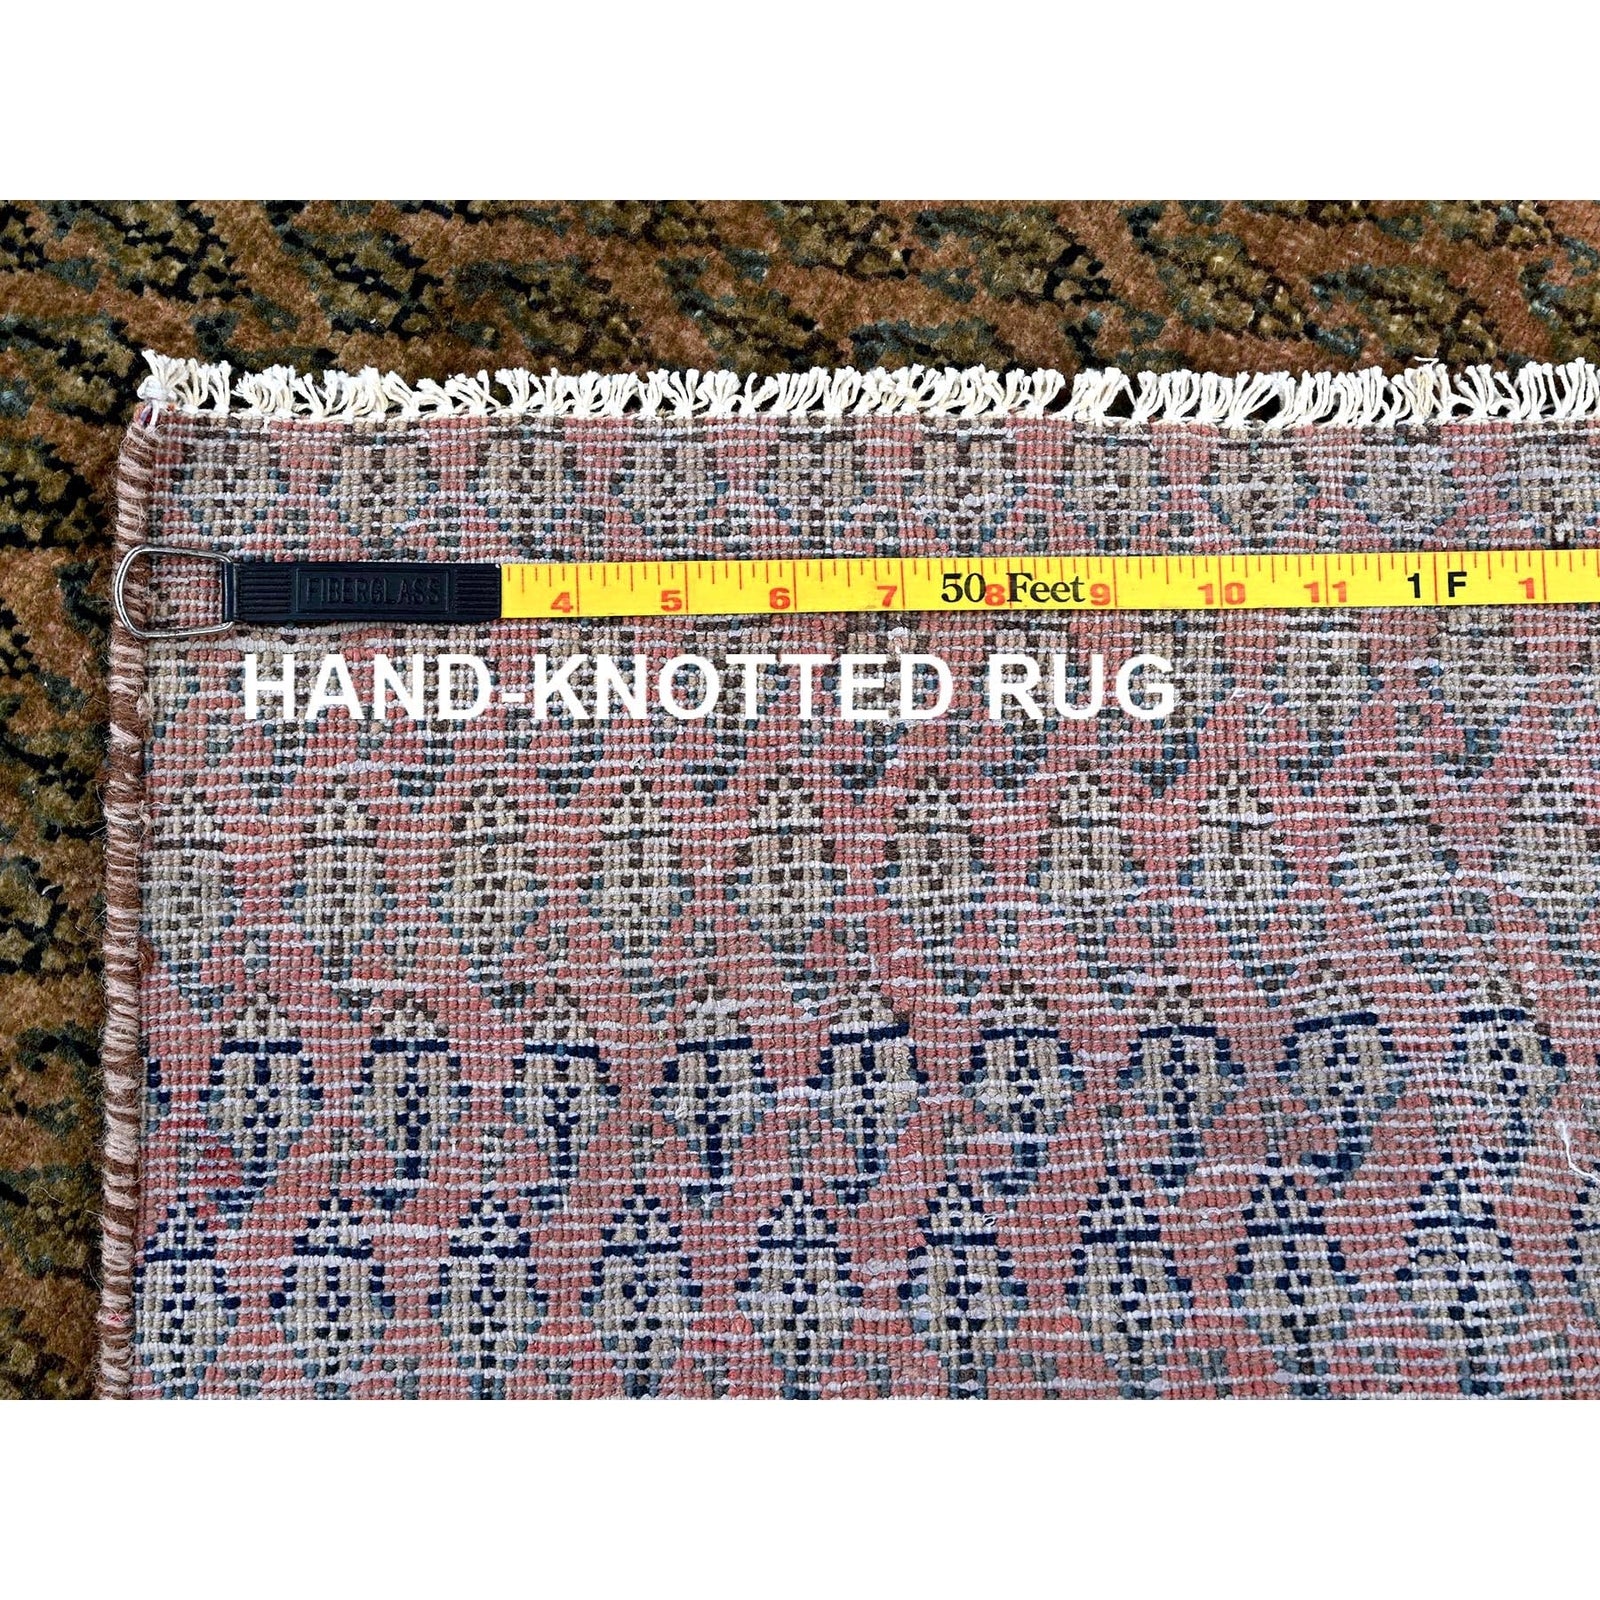 FIBERGLASS
4 5 6 7 50 Feet 8 9 10 11 1 F 1
HAND-KNOTTED RUG